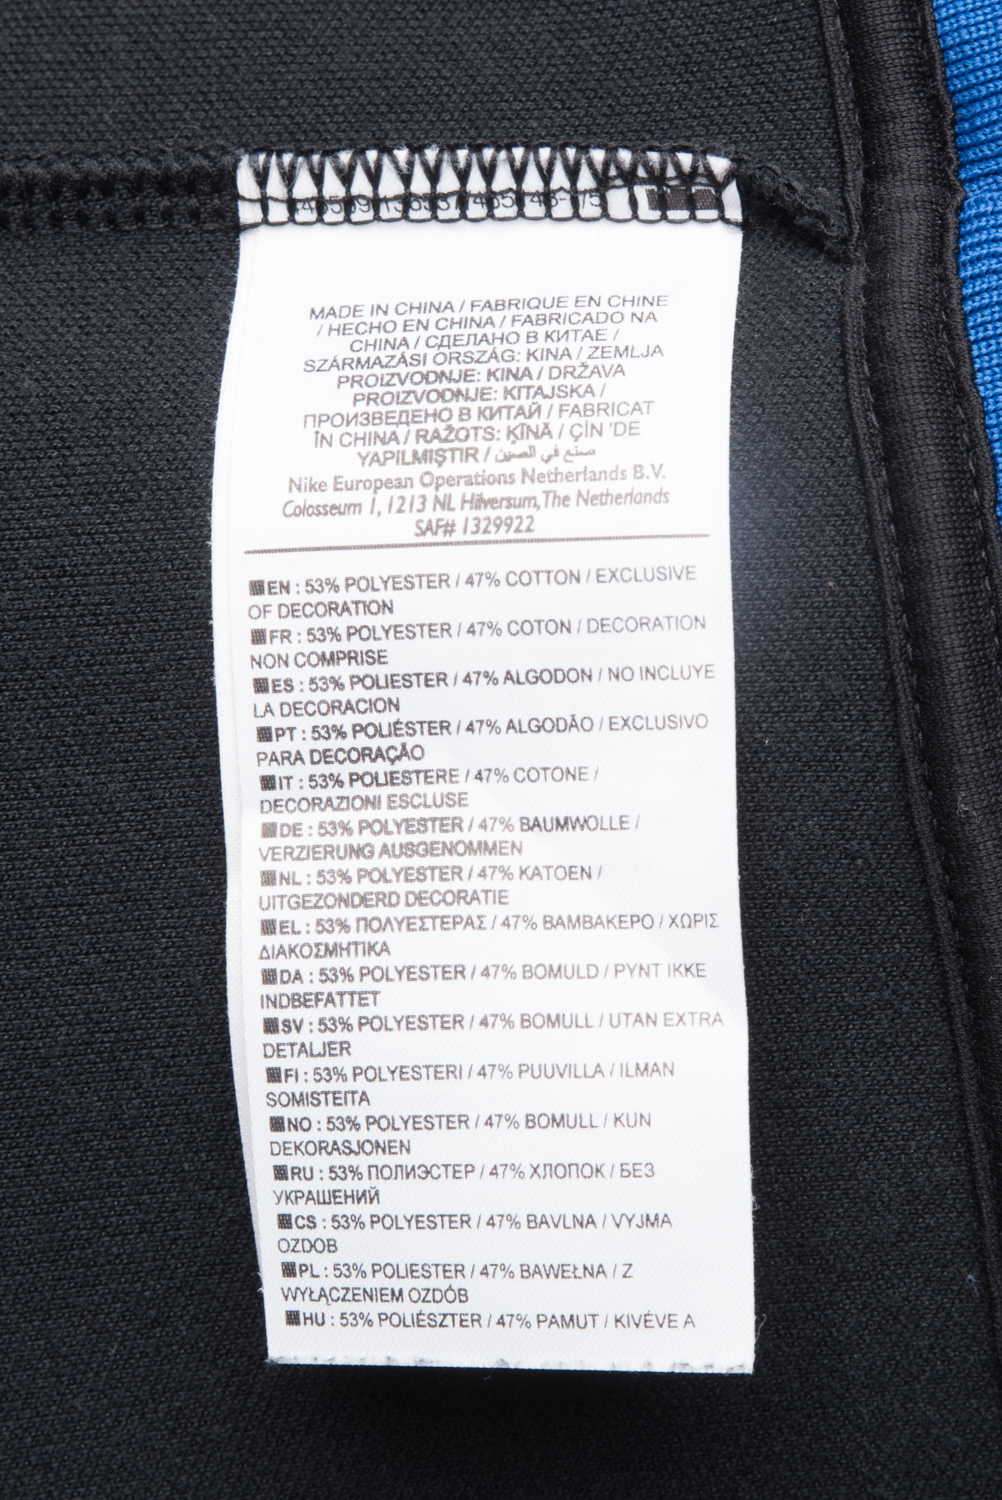 MADE IN CHINA / FABRIQUE EN CHINE
/ HECHO EN CHINA / FABRICADO NA
CHINA / СДЕЛАНО В КИТАЕ /
SZÁRMAZÁSI ORSZÁG: KINA / ZEMLJA
PROIZVODNJE: KINA / DRŽAVA
PROIZVODNJE: KITAJSKA /
ПРОИЗВЕДЕНО В КИТАЙ / FABRICAT
ÎN CHINA / RAŽOTS: ĶĪNĀ / ÇİN 'DE
YAPILMIŞTIR / صنع في الصين
Nike European Operations Netherlands B.V.
Colosseum 1, 1213 NL Hilversum, The Netherlands
SAF# 1329922
EN : 53% POLYESTER / 47% COTTON / EXCLUSIVE
OF DECORATION
FR : 53% POLYESTER / 47% COTON / DECORATION
NON COMPRISE
ES : 53% POLIESTER / 47% ALGODON / NO INCLUYE
LA DECORACION
PT : 53% POLIÉSTER / 47% ALGODÃO / EXCLUSIVO
PARA DECORAÇÃO
IT : 53% POLIESTERE / 47% COTONE /
DECORAZIONI ESCLUSE
DE : 53% POLYESTER / 47% BAUMWOLLE /
VERZIERUNG AUSGENOMMEN
NL : 53% POLYESTER / 47% KATOEN /
UITGEZONDERD DECORATIE
EL : 53% ΠΟΛΥΕΣΤΕΡΑΣ / 47% ΒΑΜΒΑΚΕΡΟ / ΧΩΡΙΣ
ΔΙΑΚΟΣΜΗΤΙΚΑ
DA : 53% POLYESTER / 47% BOMULD / PYNT IKKE
INDBEFATTET
SV : 53% POLYESTER / 47% BOMULL / UTAN EXTRA
DETALJER
FI : 53% POLYESTERI / 47% PUUVILLA / ILMAN
SOMISTEITA
NO : 53% POLYESTER / 47% BOMULL / KUN
DEKORASJONEN
RU : 53% ПОЛИЭСТЕР / 47% ХЛОПОК / БЕЗ
УКРАШЕНИЙ
CS : 53% POLYESTER / 47% BAVLNA / VYJMA
OZDOB
PL : 53% POLIESTER / 47% BAWEŁNA / Z
WYŁĄCZENIEM OZDÓB
HU : 53% POLIÉSZTER / 47% PAMUT / KIVÉVE A